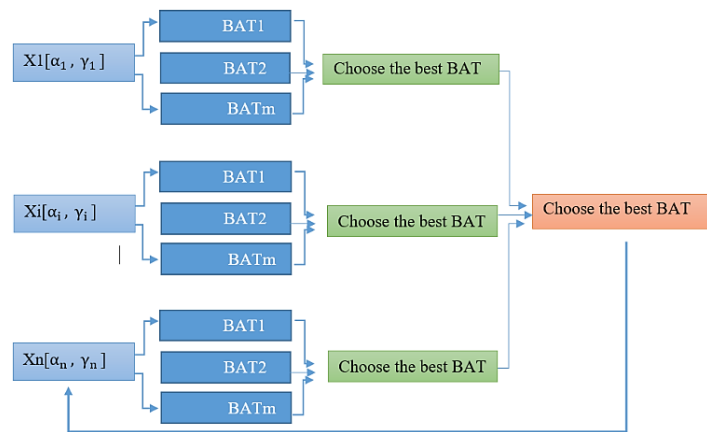 X1[α₁ , γ₁]
BAT1
BAT2
BATm
Choose the best BAT
Xi[αᵢ , γᵢ]
BAT1
BAT2
BATm
Choose the best BAT
Choose the best BAT
Xn[αₙ , γₙ]
BAT1
BAT2
BATm
Choose the best BAT